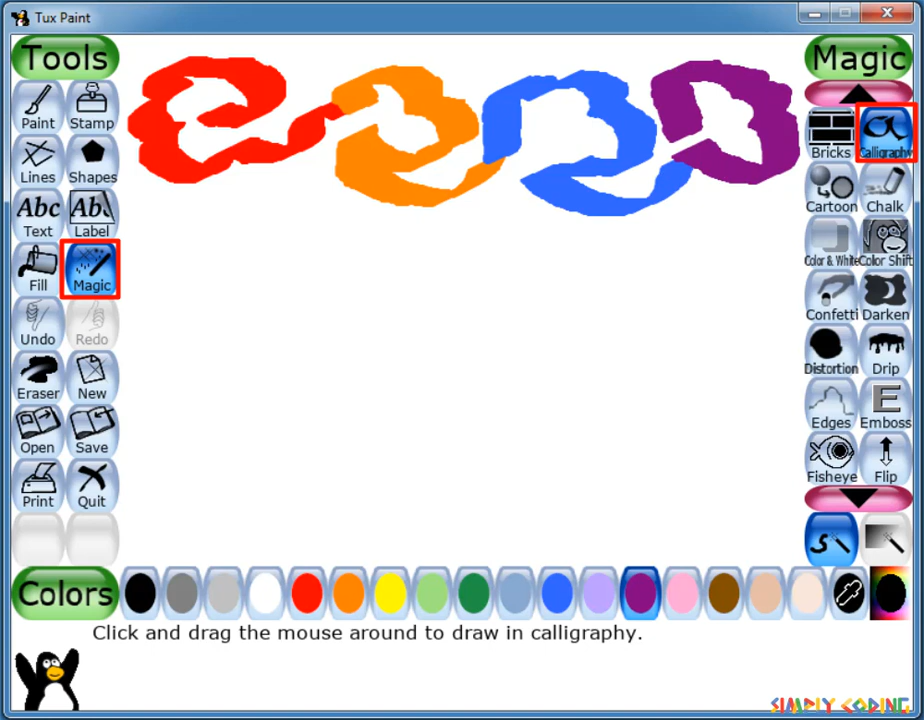 Tux Paint
Tools
Magic
Paint Stamp
Bricks Calligraphy
Lines Shapes
Cartoon Chalk
Text Label
Abc Abc
Color & White Color Shift
Fill Magic
Confetti Darken
Undo Redo
Distortion Drip
Eraser New
Edges Emboss
Open Save
Fisheye Flip
Print Quit
Colors
Click and drag the mouse around to draw in calligraphy.
SIMPLY CODING